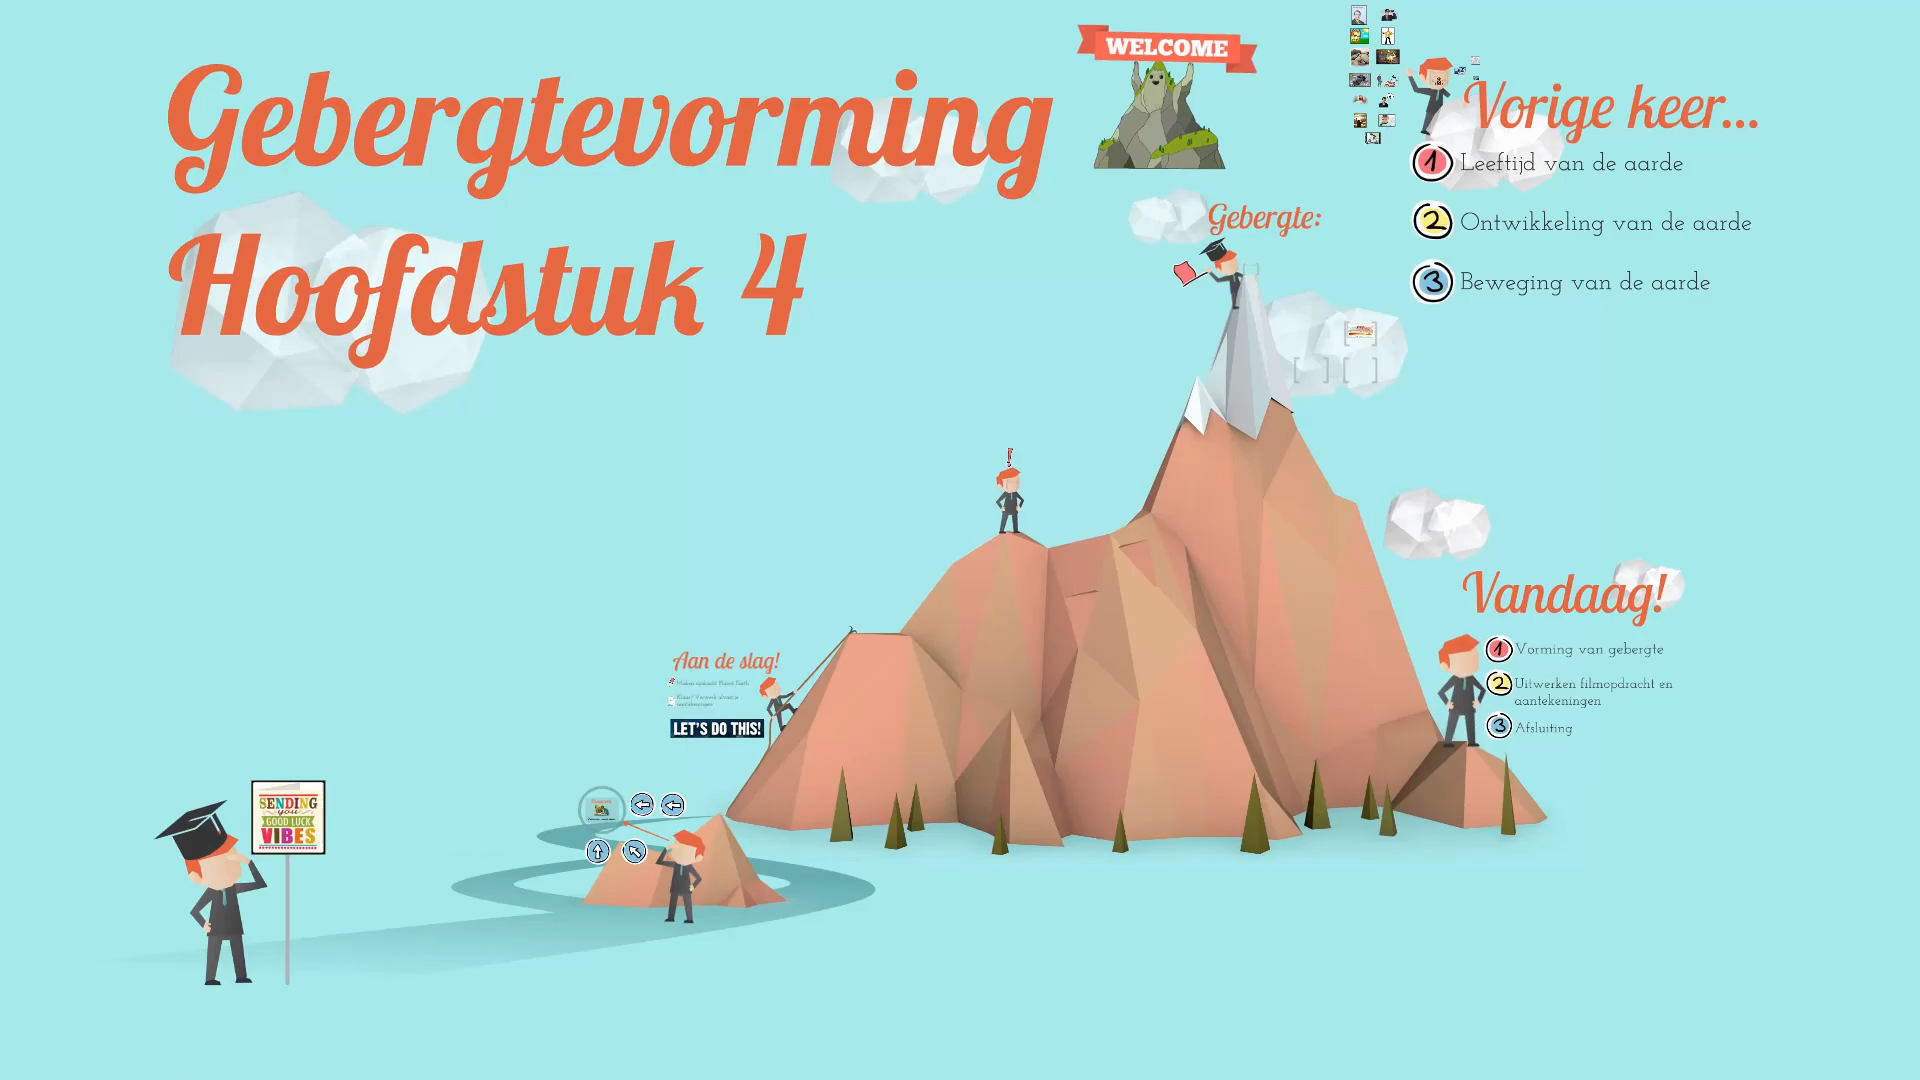 Gebergtevorming
Hoofdstuk 4
WELCOME
Vorige keer...
1 Leeftijd van de aarde
2 Ontwikkeling van de aarde
3 Beweging van de aarde
Gebergte:
!
Vandaag!
1 Vorming van gebergte
2 Uitwerken filmopdracht en
aantekeningen
3 Afsluiting
Aan de slag!
LET'S DO THIS!
SENDING
you
GOOD LUCK
VIBES